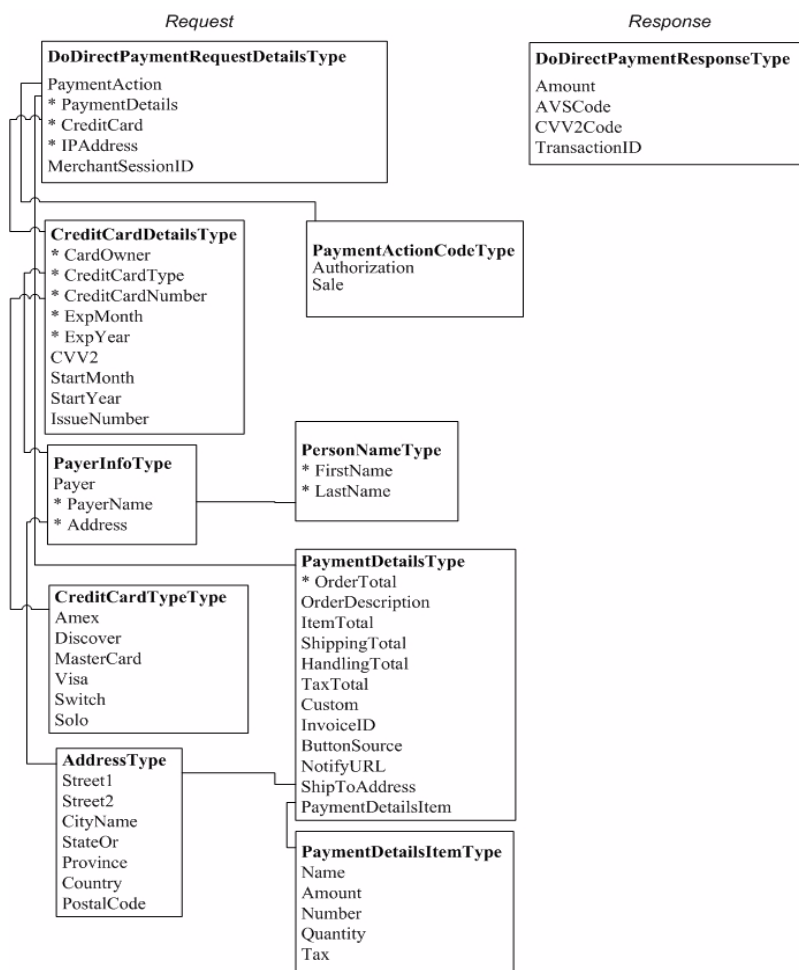 Request
Response
DoDirectPaymentRequestDetailsType
PaymentAction
* PaymentDetails
* CreditCard
* IPAddress
MerchantSessionID
DoDirectPaymentResponseType
Amount
AVSCode
CVV2Code
TransactionID
CreditCardDetailsType
* CardOwner
* CreditCardType
* CreditCardNumber
* ExpMonth
* ExpYear
CVV2
StartMonth
StartYear
IssueNumber
PaymentActionCodeType
Authorization
Sale
PayerInfoType
Payer
* PayerName
* Address
PersonNameType
* FirstName
* LastName
CreditCardTypeType
Amex
Discover
MasterCard
Visa
Switch
Solo
PaymentDetailsType
* OrderTotal
OrderDescription
ItemTotal
ShippingTotal
HandlingTotal
TaxTotal
Custom
InvoiceID
ButtonSource
NotifyURL
ShipToAddress
PaymentDetailsItem
AddressType
Street1
Street2
CityName
StateOr
Province
Country
PostalCode
PaymentDetailsItemType
Name
Amount
Number
Quantity
Tax